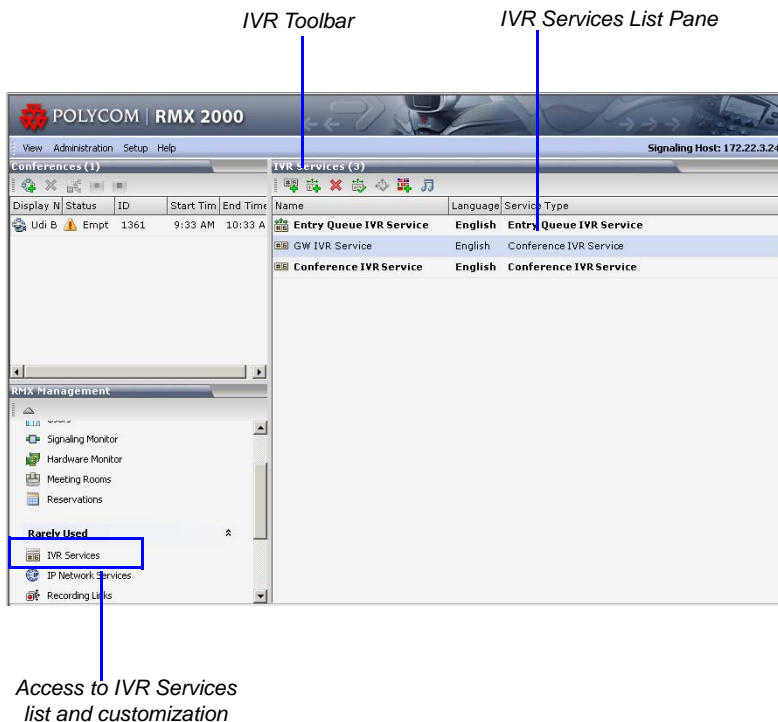 IVR Toolbar
IVR Services List Pane
POLYCOM | RMX 2000
View Administration Setup Help
Signaling Host: 172.22.3.24
Conferences (1)
IVR Services (3)
Display N Status ID Start Tim End Time
Name Language Service Type
Udi B Empt 1361 9:33 AM 10:33 A
Entry Queue IVR Service English Entry Queue IVR Service
GW IVR Service English Conference IVR Service
Conference IVR Service English Conference IVR Service
RMX Management
Users
Signaling Monitor
Hardware Monitor
Meeting Rooms
Reservations
Rarely Used
IVR Services
IP Network Services
Recording Links
Access to IVR Services
list and customization